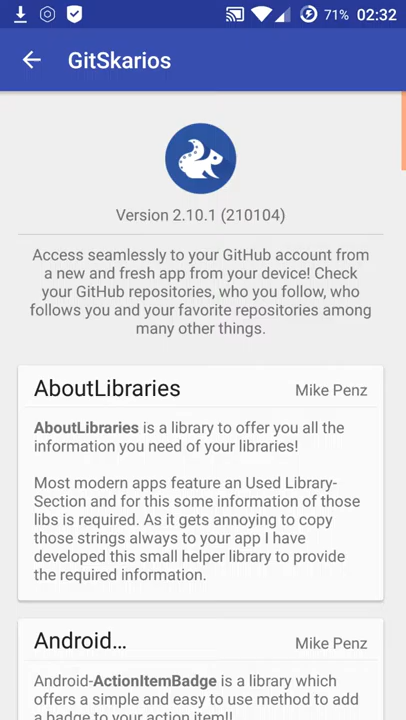 71% 02:32
GitSkarios
Version 2.10.1 (210104)
Access seamlessly to your GitHub account from
a new and fresh app from your device! Check
your GitHub repositories, who you follow, who
follows you and your favorite repositories among
many other things.
AboutLibraries Mike Penz
AboutLibraries is a library to offer you all the
information you need of your libraries!
Most modern apps feature an Used Library-
Section and for this some information of those
libs is required. As it gets annoying to copy
those strings always to your app I have
developed this small helper library to provide
the required information.
Android... Mike Penz
Android-ActionItemBadge is a library which
offers a simple and easy to use method to add
a badge to your action item!!